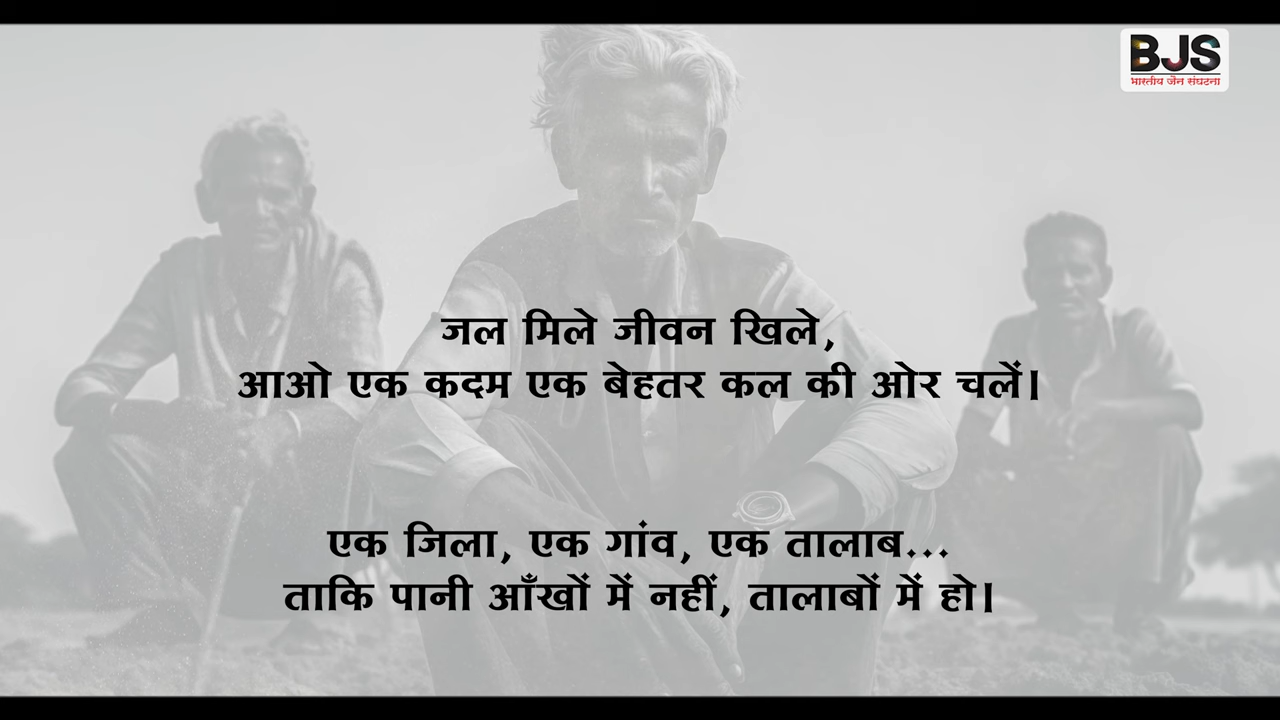 BJS
भारतीय जैन संघटना
जल मिले जीवन खिले,
आओ एक कदम एक बेहतर कल की ओर चलें।
एक जिला, एक गांव, एक तालाब...
ताकि पानी आँखों में नहीं, तालाबों में हो।